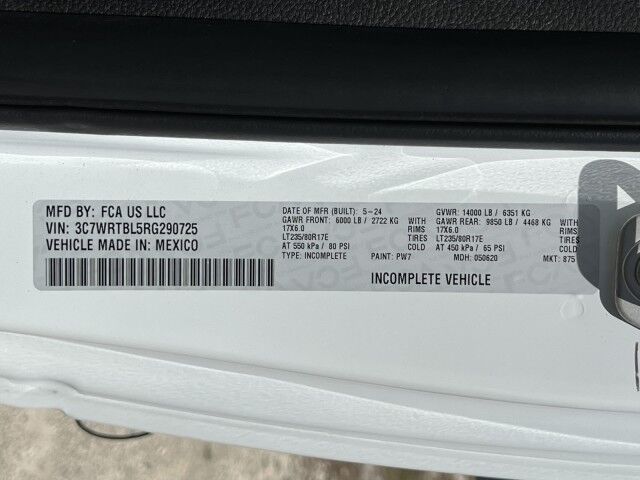 MFD BY: FCA US LLC
VIN: 3C7WRTBL5RG290725
VEHICLE MADE IN: MEXICO
DATE OF MFR (BUILT): 5-24
GAWR FRONT: 6000 LB / 2722 KG
17X6.0
LT235/80R17E
AT 550 kPa / 80 PSI
TYPE: INCOMPLETE
WITH
RIMS
TIRES
COLD
PAINT: PW7
GVWR: 14000 LB / 6351 KG
GAWR REAR: 9850 LB / 4468 KG
17X6.0
LT235/80R17E
AT 450 kPa / 65 PSI
MDH: 050620
WITH
RIMS
TIRES
COLD
MKT: 875
INCOMPLETE VEHICLE